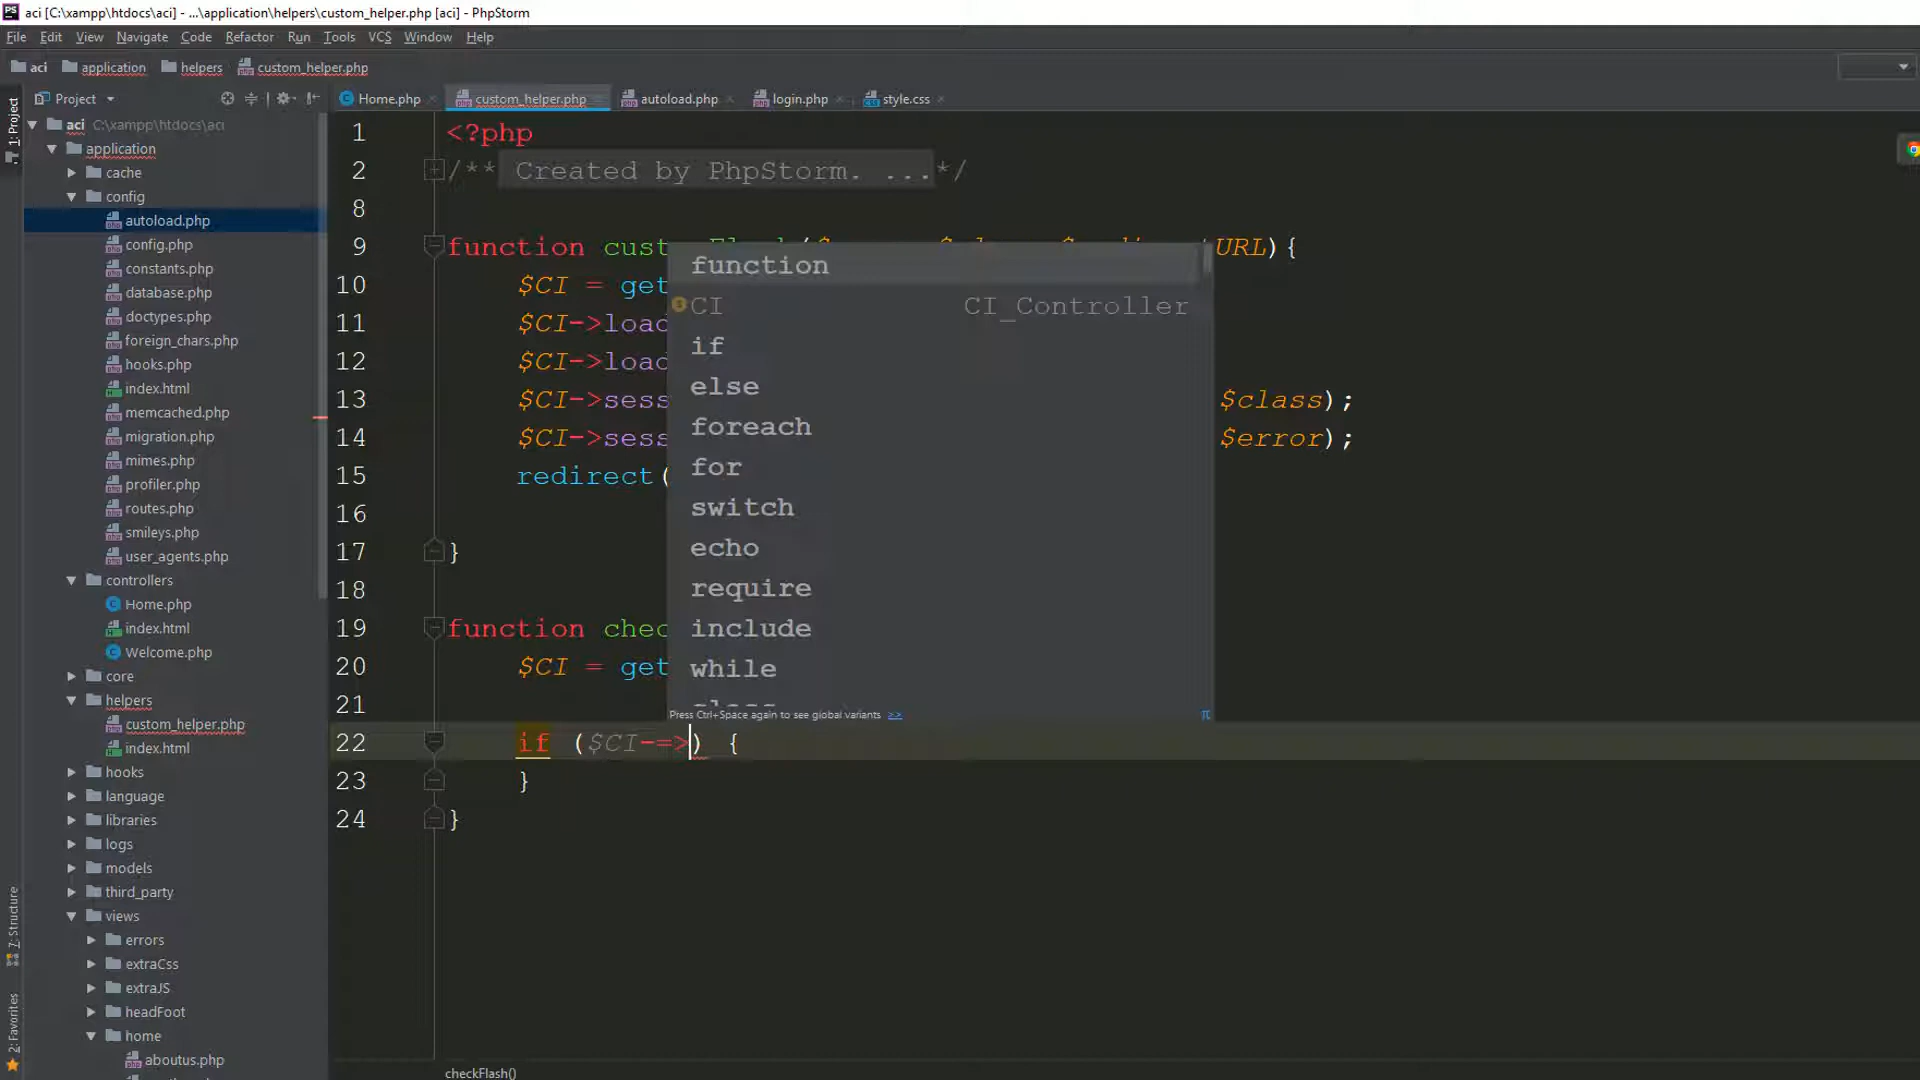 PS aci [C:\xampp\htdocs\aci] - ...\application\helpers\custom_helper.php [aci] - PhpStorm
File Edit View Navigate Code Refactor Run Tools VCS Window Help
aci application helpers custom_helper.php
1: Project
Project
Home.php custom_helper.php autoload.php login.php style.css
aci C:\xampp\htdocs\aci
application
cache
config
autoload.php
config.php
constants.php
database.php
doctypes.php
foreign_chars.php
hooks.php
index.html
memcached.php
migration.php
mimes.php
profiler.php
routes.php
smileys.php
user_agents.php
controllers
Home.php
index.html
Welcome.php
core
helpers
custom_helper.php
index.html
hooks
language
libraries
logs
models
third_party
views
errors
extraCss
extraJS
headFoot
home
aboutus.php
7: Structure
2: Favorites
1 <?php
2 /** Created by PhpStorm. ...*/
8
9 function cust URL){
10 $CI = get
11 $CI->load
12 $CI->load
13 $CI->sess $class);
14 $CI->sess $error);
15 redirect(
16
17 }
18
19 function chec
20 $CI = get
21
22 if ($CI-=>) {
23 }
24 }
function
CI CI_Controller
if
else
foreach
for
switch
echo
require
include
while
Press Ctrl+Space again to see global variants >> π
checkFlash()